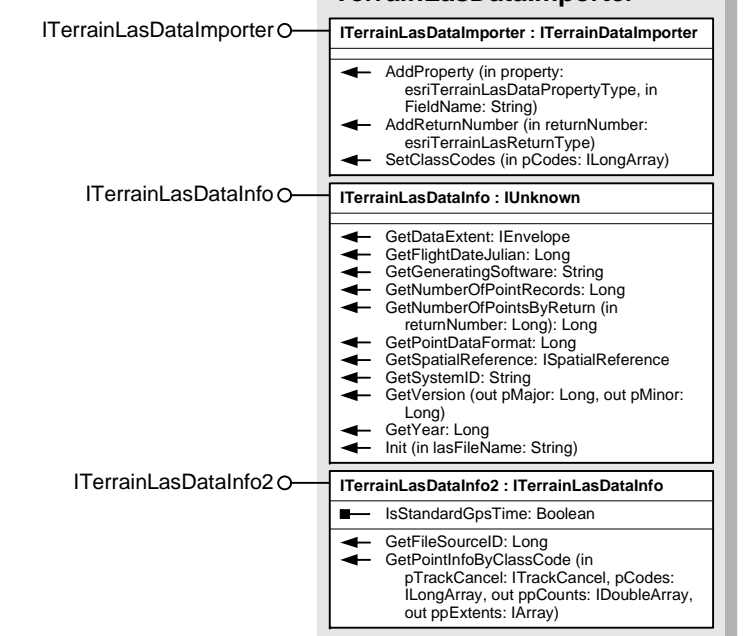 TerrainLasDataImporter
ITerrainLasDataImporter
ITerrainLasDataImporter : ITerrainDataImporter
AddProperty (in property:
esriTerrainLasDataPropertyType, in
FieldName: String)
AddReturnNumber (in returnNumber:
esriTerrainLasReturnType)
SetClassCodes (in pCodes: ILongArray)
ITerrainLasDataInfo
ITerrainLasDataInfo : IUnknown
GetDataExtent: IEnvelope
GetFlightDateJulian: Long
GetGeneratingSoftware: String
GetNumberOfPointRecords: Long
GetNumberOfPointsByReturn (in
returnNumber: Long): Long
GetPointDataFormat: Long
GetSpatialReference: ISpatialReference
GetSystemID: String
GetVersion (out pMajor: Long, out pMinor:
Long)
GetYear: Long
Init (in lasFileName: String)
ITerrainLasDataInfo2
ITerrainLasDataInfo2 : ITerrainLasDataInfo
IsStandardGpsTime: Boolean
GetFileSourceID: Long
GetPointInfoByClassCode (in
pTrackCancel: ITrackCancel, pCodes:
ILongArray, out ppCounts: IDoubleArray,
out ppExtents: IArray)